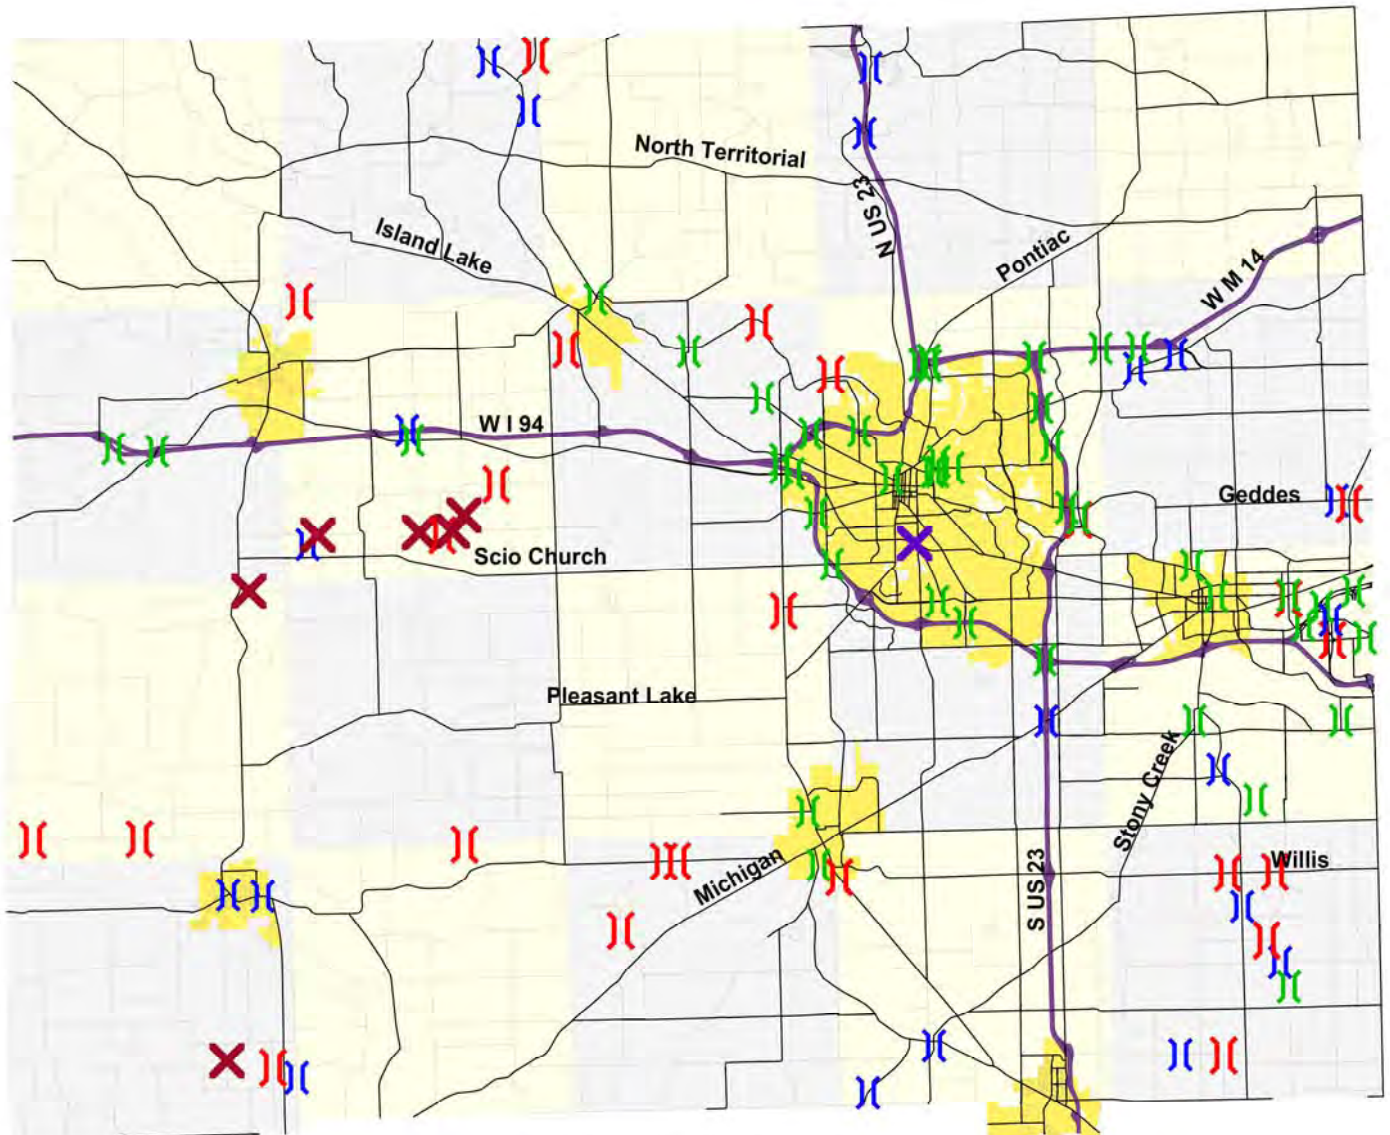 North Territorial
N US 23
Island Lake
Pontiac
W M 14
W I 94
Geddes
Scio Church
Pleasant Lake
Stony Creek
Michigan
S US 23
Willis